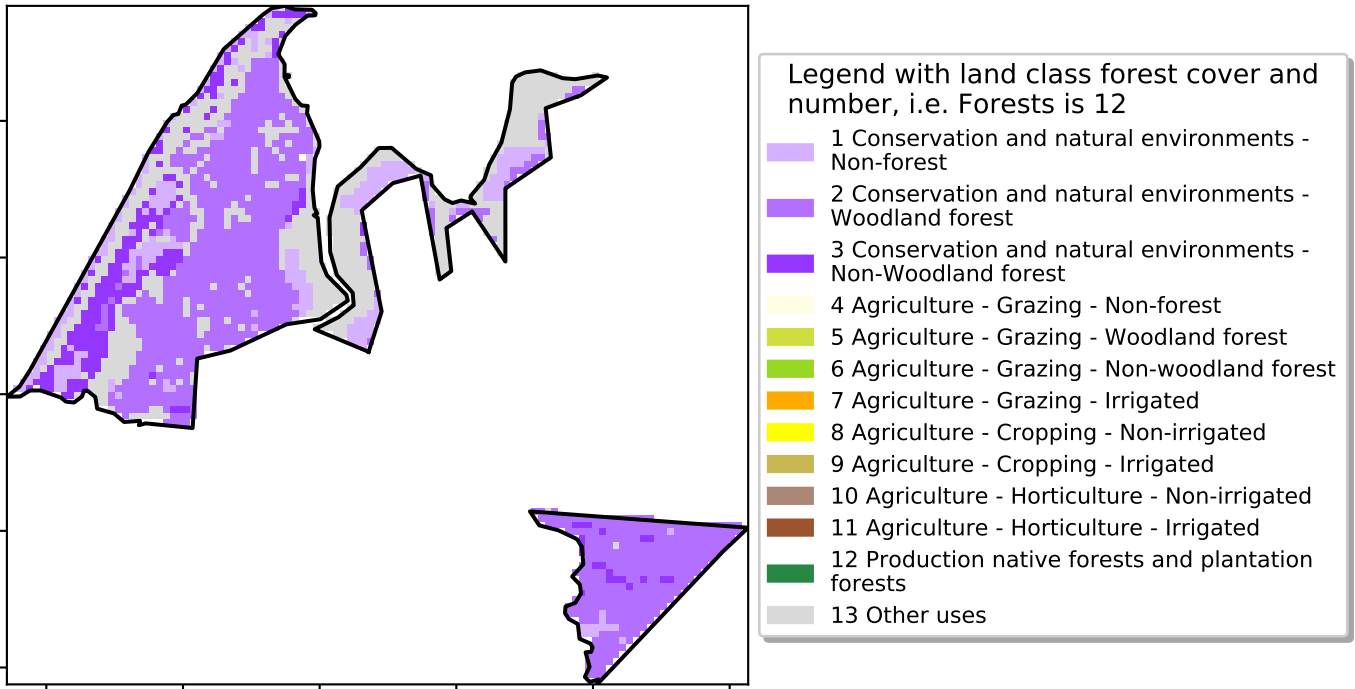 Legend with land class forest cover and
number, i.e. Forests is 12
1 Conservation and natural environments -
Non-forest
2 Conservation and natural environments -
Woodland forest
3 Conservation and natural environments -
Non-Woodland forest
4 Agriculture - Grazing - Non-forest
5 Agriculture - Grazing - Woodland forest
6 Agriculture - Grazing - Non-woodland forest
7 Agriculture - Grazing - Irrigated
8 Agriculture - Cropping - Non-irrigated
9 Agriculture - Cropping - Irrigated
10 Agriculture - Horticulture - Non-irrigated
11 Agriculture - Horticulture - Irrigated
12 Production native forests and plantation
forests
13 Other uses